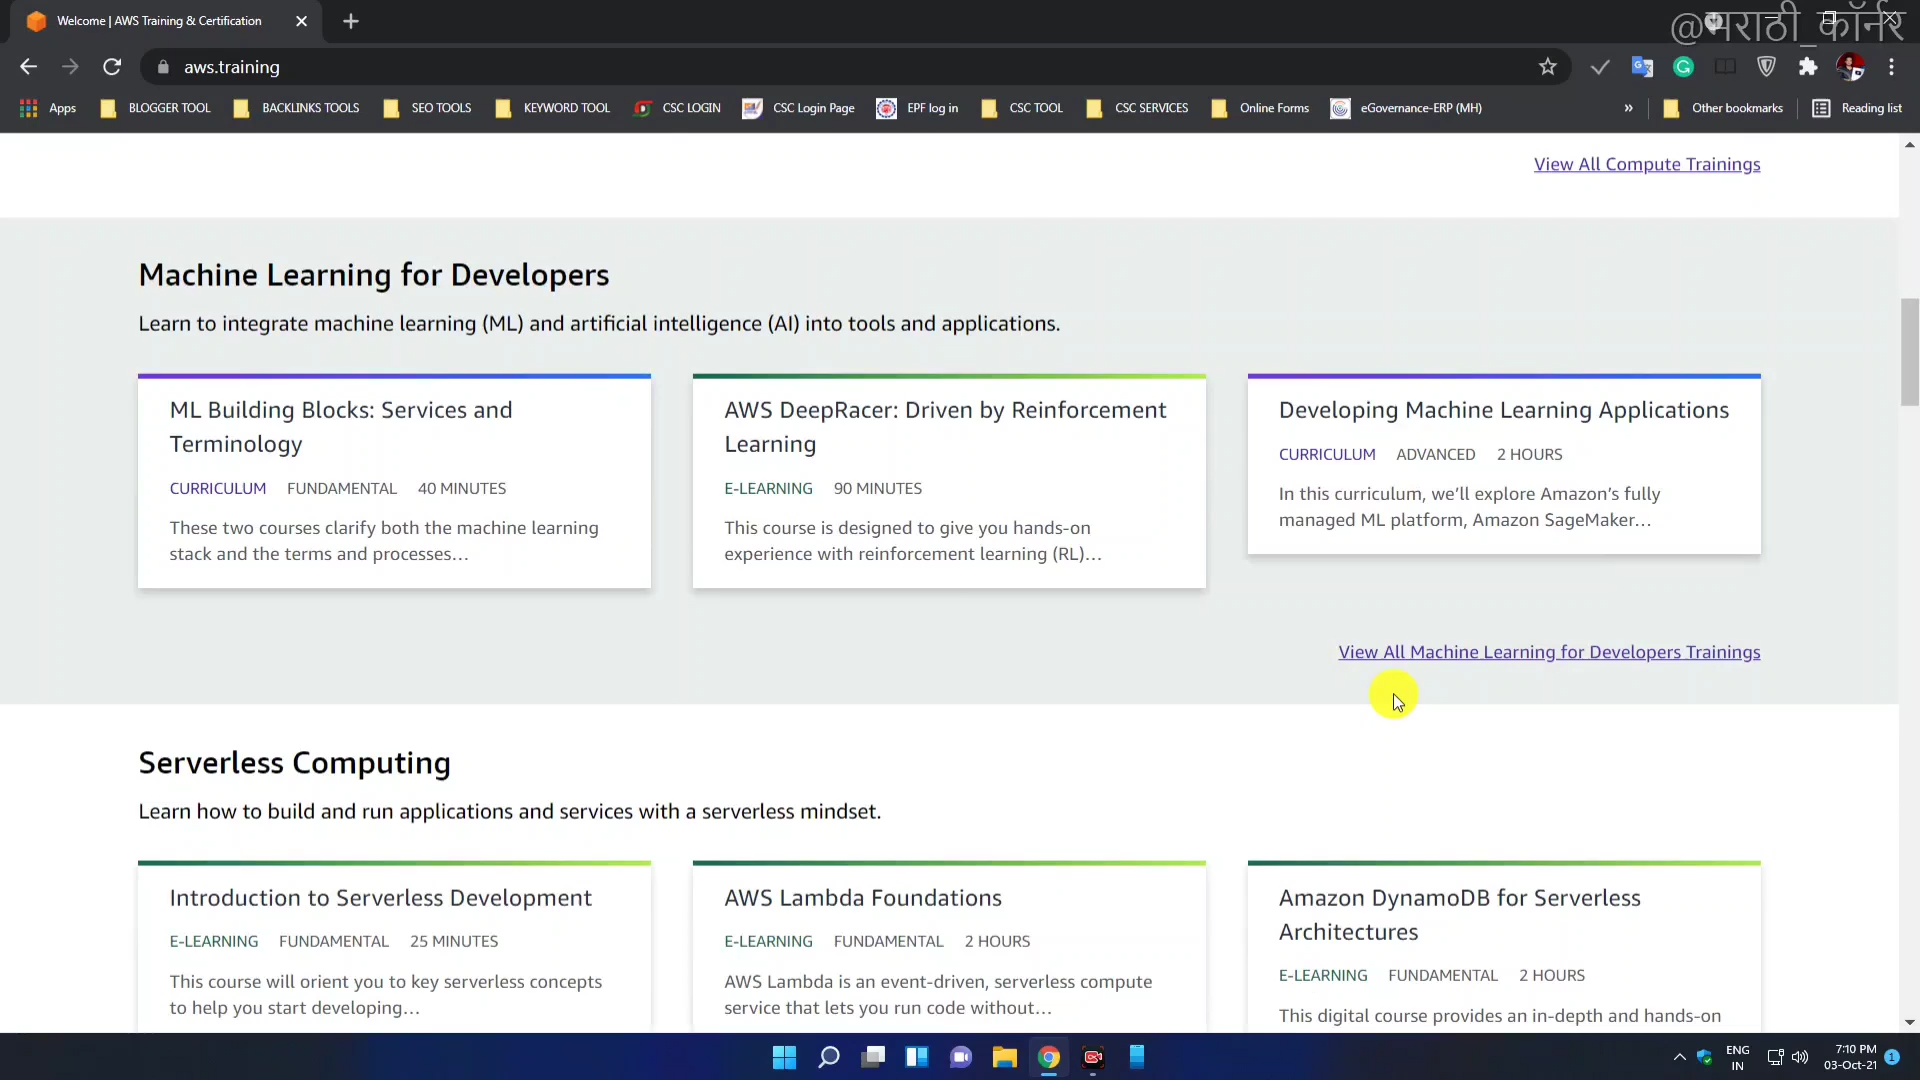 Welcome | AWS Training & Certification
@मराठी_कॉर्नर
aws.training
Apps BLOGGER TOOL BACKLINKS TOOLS SEO TOOLS KEYWORD TOOL CSC LOGIN CSC Login Page EPF log in CSC TOOL CSC SERVICES Online Forms eGovernance-ERP (MH) » Other bookmarks Reading list
View All Compute Trainings
Machine Learning for Developers
Learn to integrate machine learning (ML) and artificial intelligence (AI) into tools and applications.
ML Building Blocks: Services and
Terminology
CURRICULUM FUNDAMENTAL 40 MINUTES
These two courses clarify both the machine learning
stack and the terms and processes...
AWS DeepRacer: Driven by Reinforcement
Learning
E-LEARNING 90 MINUTES
This course is designed to give you hands-on
experience with reinforcement learning (RL)...
Developing Machine Learning Applications
CURRICULUM ADVANCED 2 HOURS
In this curriculum, we’ll explore Amazon’s fully
managed ML platform, Amazon SageMaker...
View All Machine Learning for Developers Trainings
Serverless Computing
Learn how to build and run applications and services with a serverless mindset.
Introduction to Serverless Development
E-LEARNING FUNDAMENTAL 25 MINUTES
This course will orient you to key serverless concepts
to help you start developing...
AWS Lambda Foundations
E-LEARNING FUNDAMENTAL 2 HOURS
AWS Lambda is an event-driven, serverless compute
service that lets you run code without...
Amazon DynamoDB for Serverless
Architectures
E-LEARNING FUNDAMENTAL 2 HOURS
This digital course provides an in-depth and hands-on
ENG
IN
7:10 PM
03-Oct-21
1